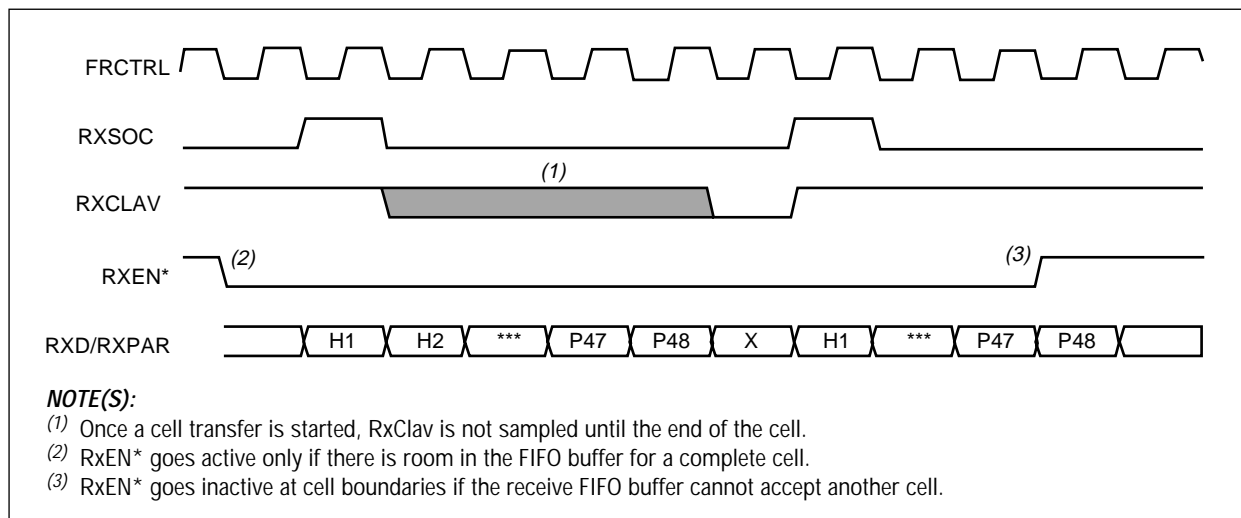 FRCTRL
RXSOC
(1)
RXCLAV
(2)
(3)
RXEN*
RXD/RXPAR H1 H2 *** P47 P48 X H1 *** P47 P48
NOTE(S):
(1) Once a cell transfer is started, RxClav is not sampled until the end of the cell.
(2) RxEN* goes active only if there is room in the FIFO buffer for a complete cell.
(3) RxEN* goes inactive at cell boundaries if the receive FIFO buffer cannot accept another cell.